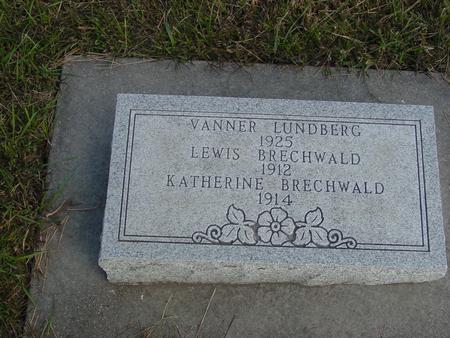 VANNER LUNDBERG
1925
LEWIS BRECHWALD
1912
KATHERINE BRECHWALD
1914